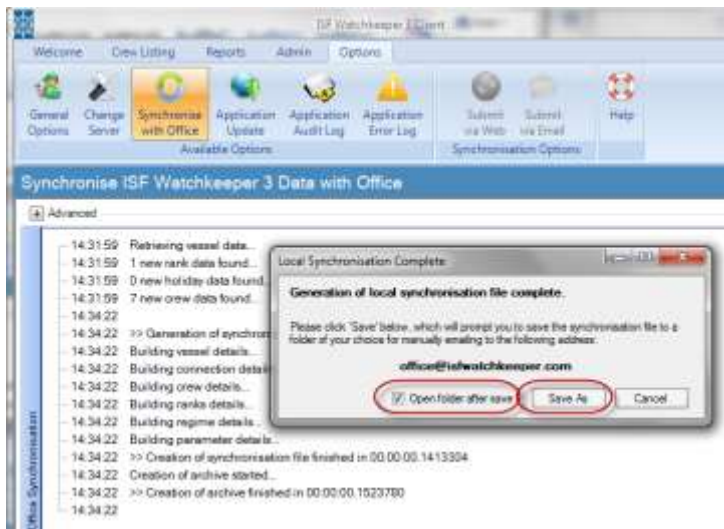 ISF Watchkeeper 3 Client
Welcome Crew Listing Reports Admin Options
General Options
Change Server
Synchronise with Office
Application Update
Application Audit Log
Application Error Log
Submit via Web
Submit via Email
Help
Available Options
Synchronisation Options
Synchronise ISF Watchkeeper 3 Data with Office
Advanced
14:31:59 Retrieving vessel data...
14:31:59 1 new rank data found...
14:31:59 0 new holiday data found...
14:31:59 7 new crew data found...
14:34:22
14:34:22 >> Generation of synchron
14:34:22 Building vessel details...
14:34:22 Building connection detail
14:34:22 Building crew details...
14:34:22 Building ranks details...
14:34:22 Building regime details...
14:34:22 Building parameter details...
14:34:22 >> Creation of synchronisation file finished in 00:00:00.1413304
14:34:22 Creation of archive started...
14:34:22 >> Creation of archive finished in 00:00:00.1523780
14:34:22
Office Synchronisation
Local Synchronisation Complete
Generation of local synchronisation file complete.
Please click 'Save' below, which will prompt you to save the synchronisation file to a
folder of your choice for manually emailing to the following address:
office@isfwatchkeeper.com
Open folder after save
Save As
Cancel